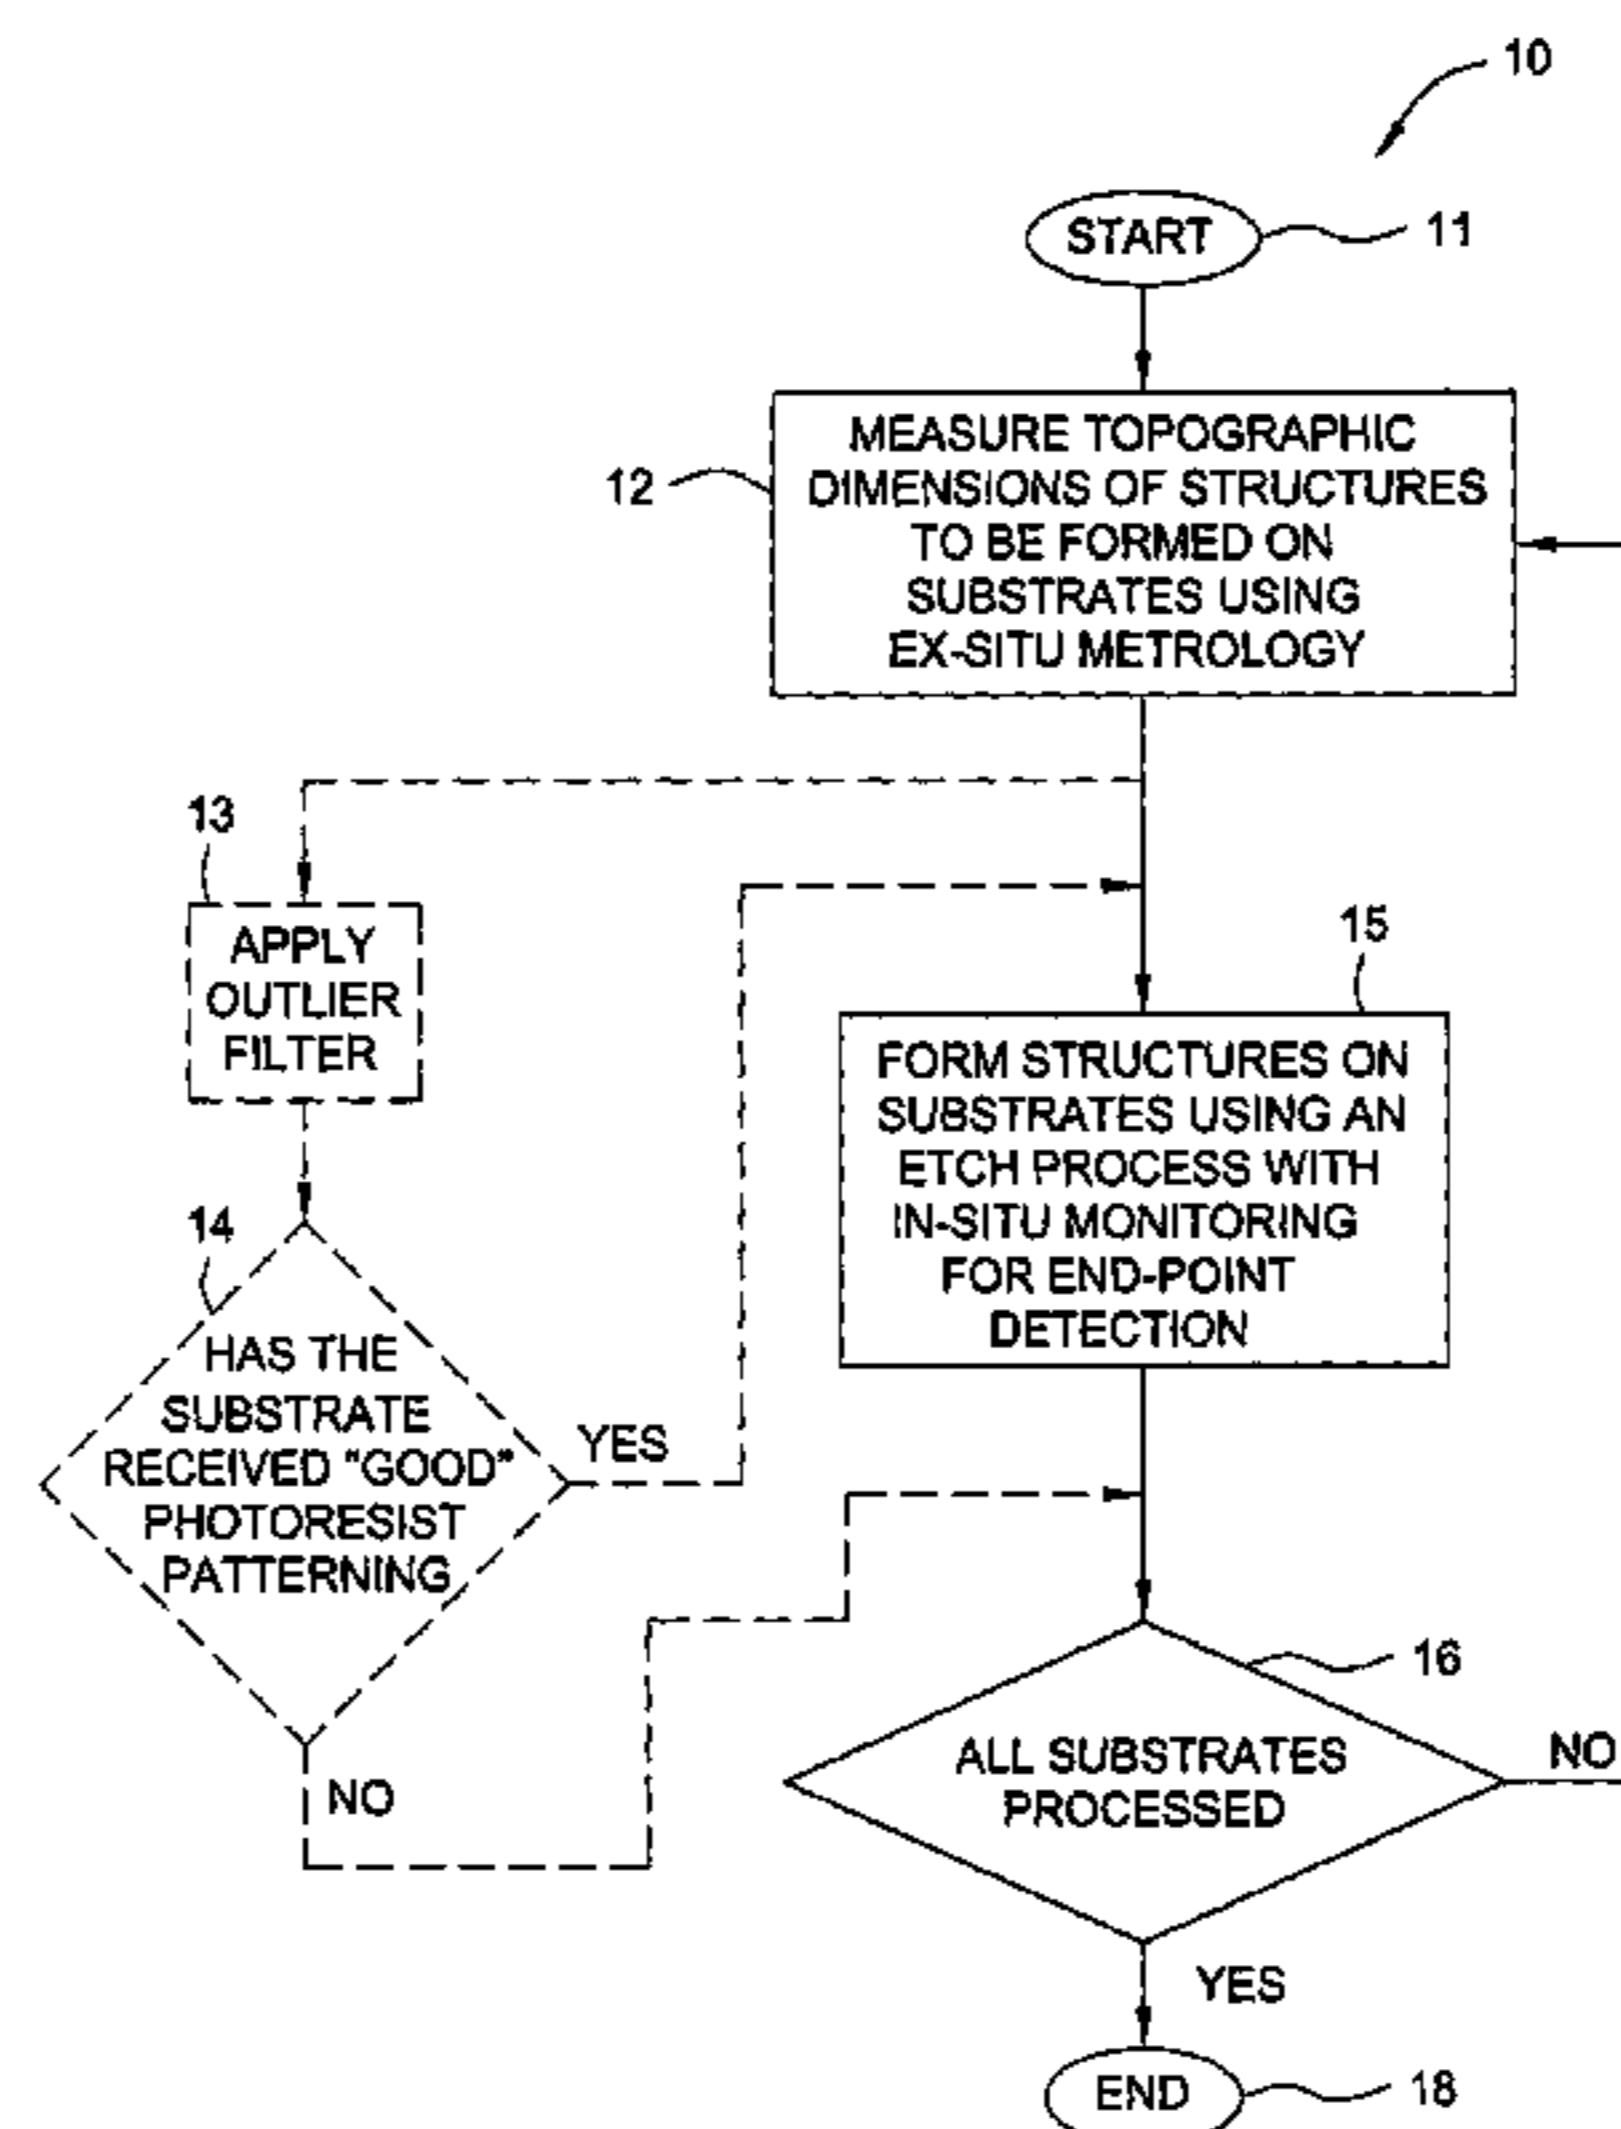 10
START
11
12
MEASURE TOPOGRAPHIC
DIMENSIONS OF STRUCTURES
TO BE FORMED ON
SUBSTRATES USING
EX-SITU METROLOGY
13
APPLY
OUTLIER
FILTER
15
FORM STRUCTURES ON
SUBSTRATES USING AN
ETCH PROCESS WITH
IN-SITU MONITORING
FOR END-POINT
DETECTION
14
HAS THE
SUBSTRATE
RECEIVED "GOOD"
PHOTORESIST
PATTERNING
YES
NO
16
ALL SUBSTRATES
PROCESSED
NO
YES
END
18